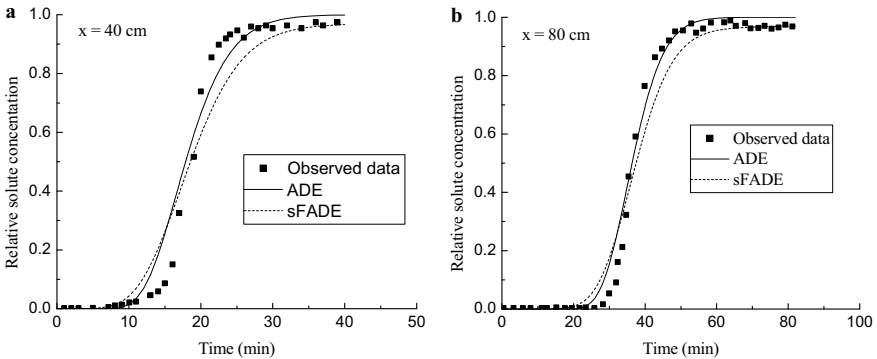 a
x = 40 cm
Relative solute concentration
1.0
0.8
0.6
0.4
0.2
0.0
0 10 20 30 40 50
Time (min)
Observed data
ADE
sFADE
b
x = 80 cm
Relative solute concentration
1.0
0.8
0.6
0.4
0.2
0.0
0 20 40 60 80 100
Time (min)
Observed data
ADE
sFADE